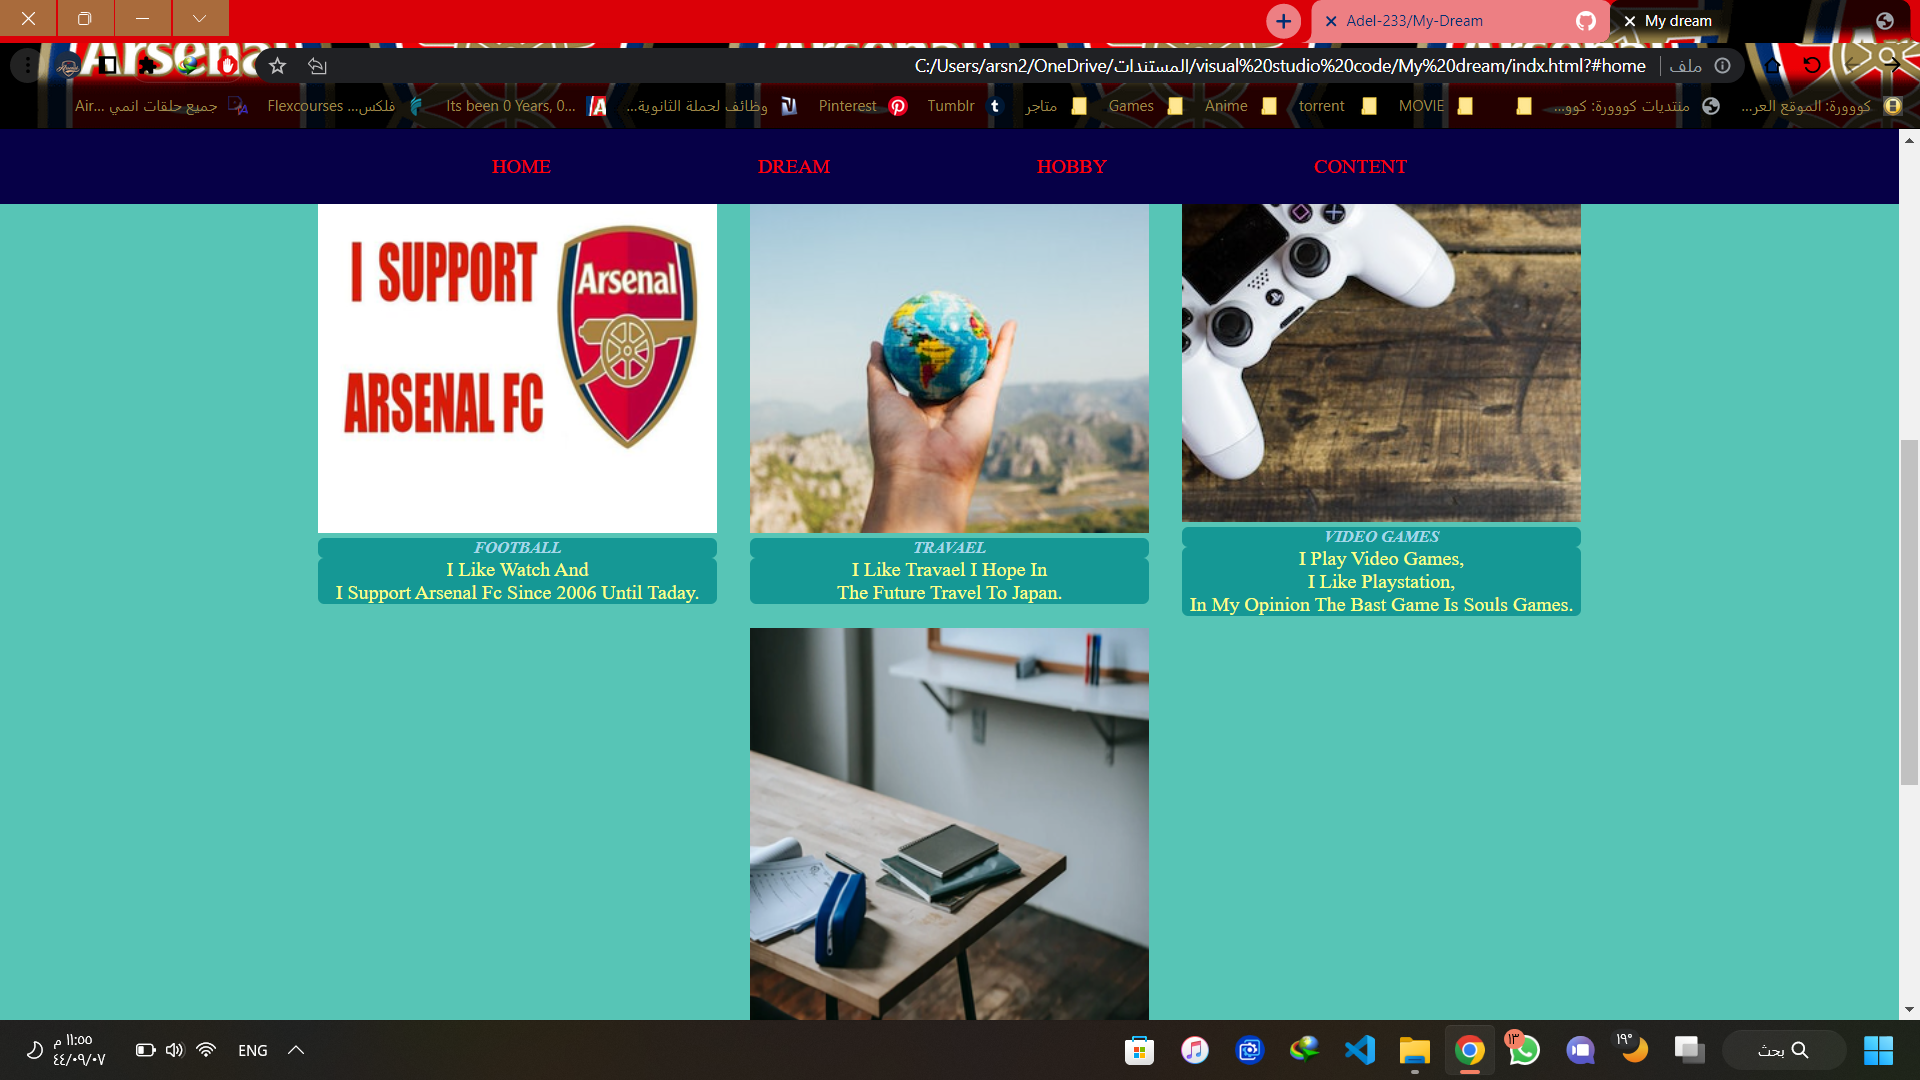 Adel-233/My-Dream
My dream
C:/Users/arsn2/OneDrive/المستندات/visual%20studio%20code/My%20dream/indx.html?#home
ملف
Air... جميع حلقات انمي
Flexcourses ...فلكس
Its been 0 Years, 0...
وظائف لحملة الثانوية...
Pinterest
Tumblr
متاجر
Games
Anime
torrent
MOVIE
منتديات كووورة: كوو...
كووورة: الموقع العر...
HOME
DREAM
HOBBY
CONTENT
I SUPPORT
ARSENAL FC
Arsenal
FOOTBALL
I Like Watch And
I Support Arsenal Fc Since 2006 Until Taday.
TRAVAEL
I Like Travael I Hope In
The Future Travel To Japan.
VIDEO GAMES
I Play Video Games,
I Like Playstation,
In My Opinion The Bast Game Is Souls Games.
١١:٥٥ م
٤٤/٠٩/٠٧
ENG
١٣
١٩°
بحث